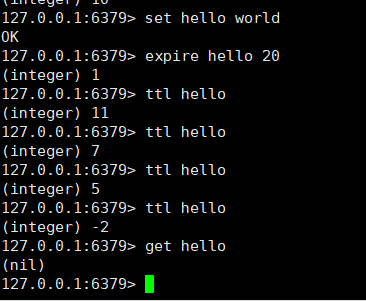 (integer) 10
127.0.0.1:6379> set hello world
OK
127.0.0.1:6379> expire hello 20
(integer) 1
127.0.0.1:6379> ttl hello
(integer) 11
127.0.0.1:6379> ttl hello
(integer) 7
127.0.0.1:6379> ttl hello
(integer) 5
127.0.0.1:6379> ttl hello
(integer) -2
127.0.0.1:6379> get hello
(nil)
127.0.0.1:6379>